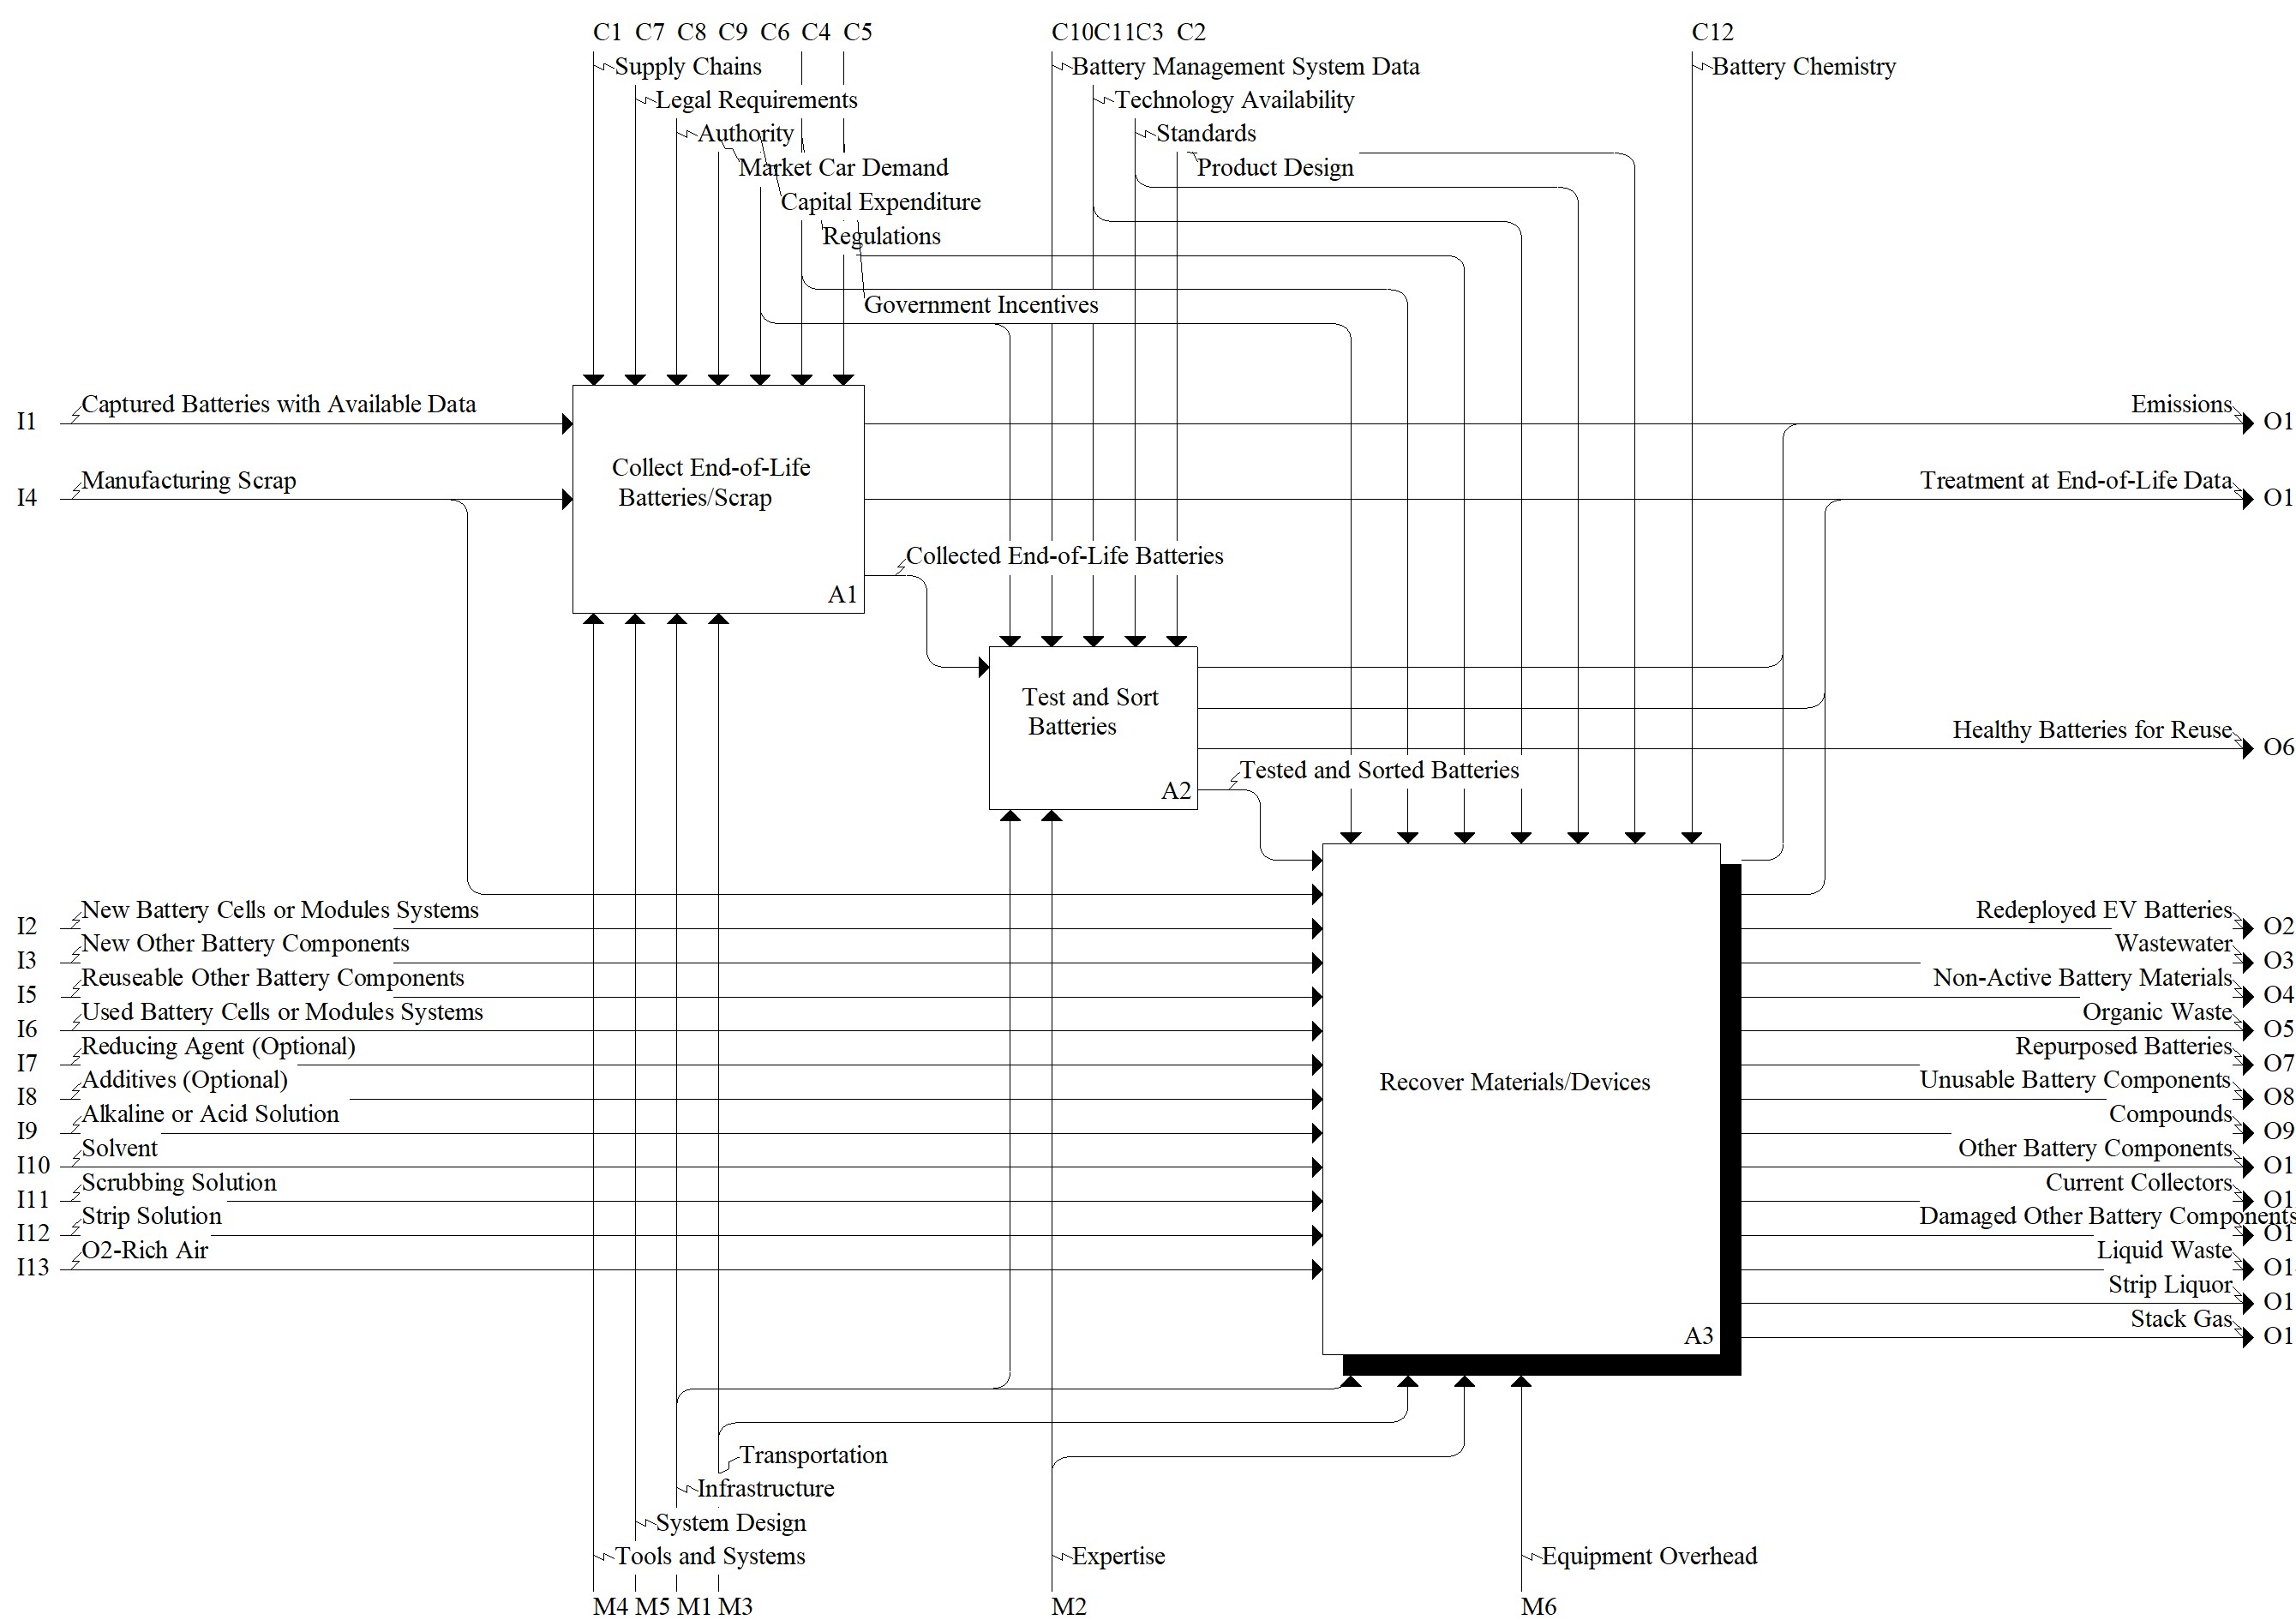 C1 C7 C8 C9 C6 C4 C5 C10 C11 C3 C2 C12
Supply Chains
Battery Management System Data
Battery Chemistry
Legal Requirements
Technology Availability
Authority
Standards
Market Car Demand
Product Design
Capital Expenditure
Regulations
Government Incentives
I1
Captured Batteries with Available Data
Emissions
O1
I4
Manufacturing Scrap
Treatment at End-of-Life Data
O1
Collect End-of-Life
Batteries/Scrap
A1
Collected End-of-Life Batteries
Test and Sort
Batteries
A2
Healthy Batteries for Reuse
O6
Tested and Sorted Batteries
I2
New Battery Cells or Modules Systems
Redeployed EV Batteries
O2
I3
New Other Battery Components
Wastewater
O3
I5
Reuseable Other Battery Components
Non-Active Battery Materials
O4
I6
Used Battery Cells or Modules Systems
Organic Waste
O5
I7
Reducing Agent (Optional)
Repurposed Batteries
O7
I8
Additives (Optional)
Unusable Battery Components
O8
Recover Materials/Devices
I9
Alkaline or Acid Solution
Compounds
O9
I10
Solvent
Other Battery Components
O1
I11
Scrubbing Solution
Current Collectors
O1
I12
Strip Solution
Damaged Other Battery Components
O1
I13
O2-Rich Air
Liquid Waste
O1
Strip Liquor
O1
Stack Gas
O1
A3
Transportation
Infrastructure
System Design
Tools and Systems
Expertise
Equipment Overhead
M4 M5 M1 M3 M2 M6